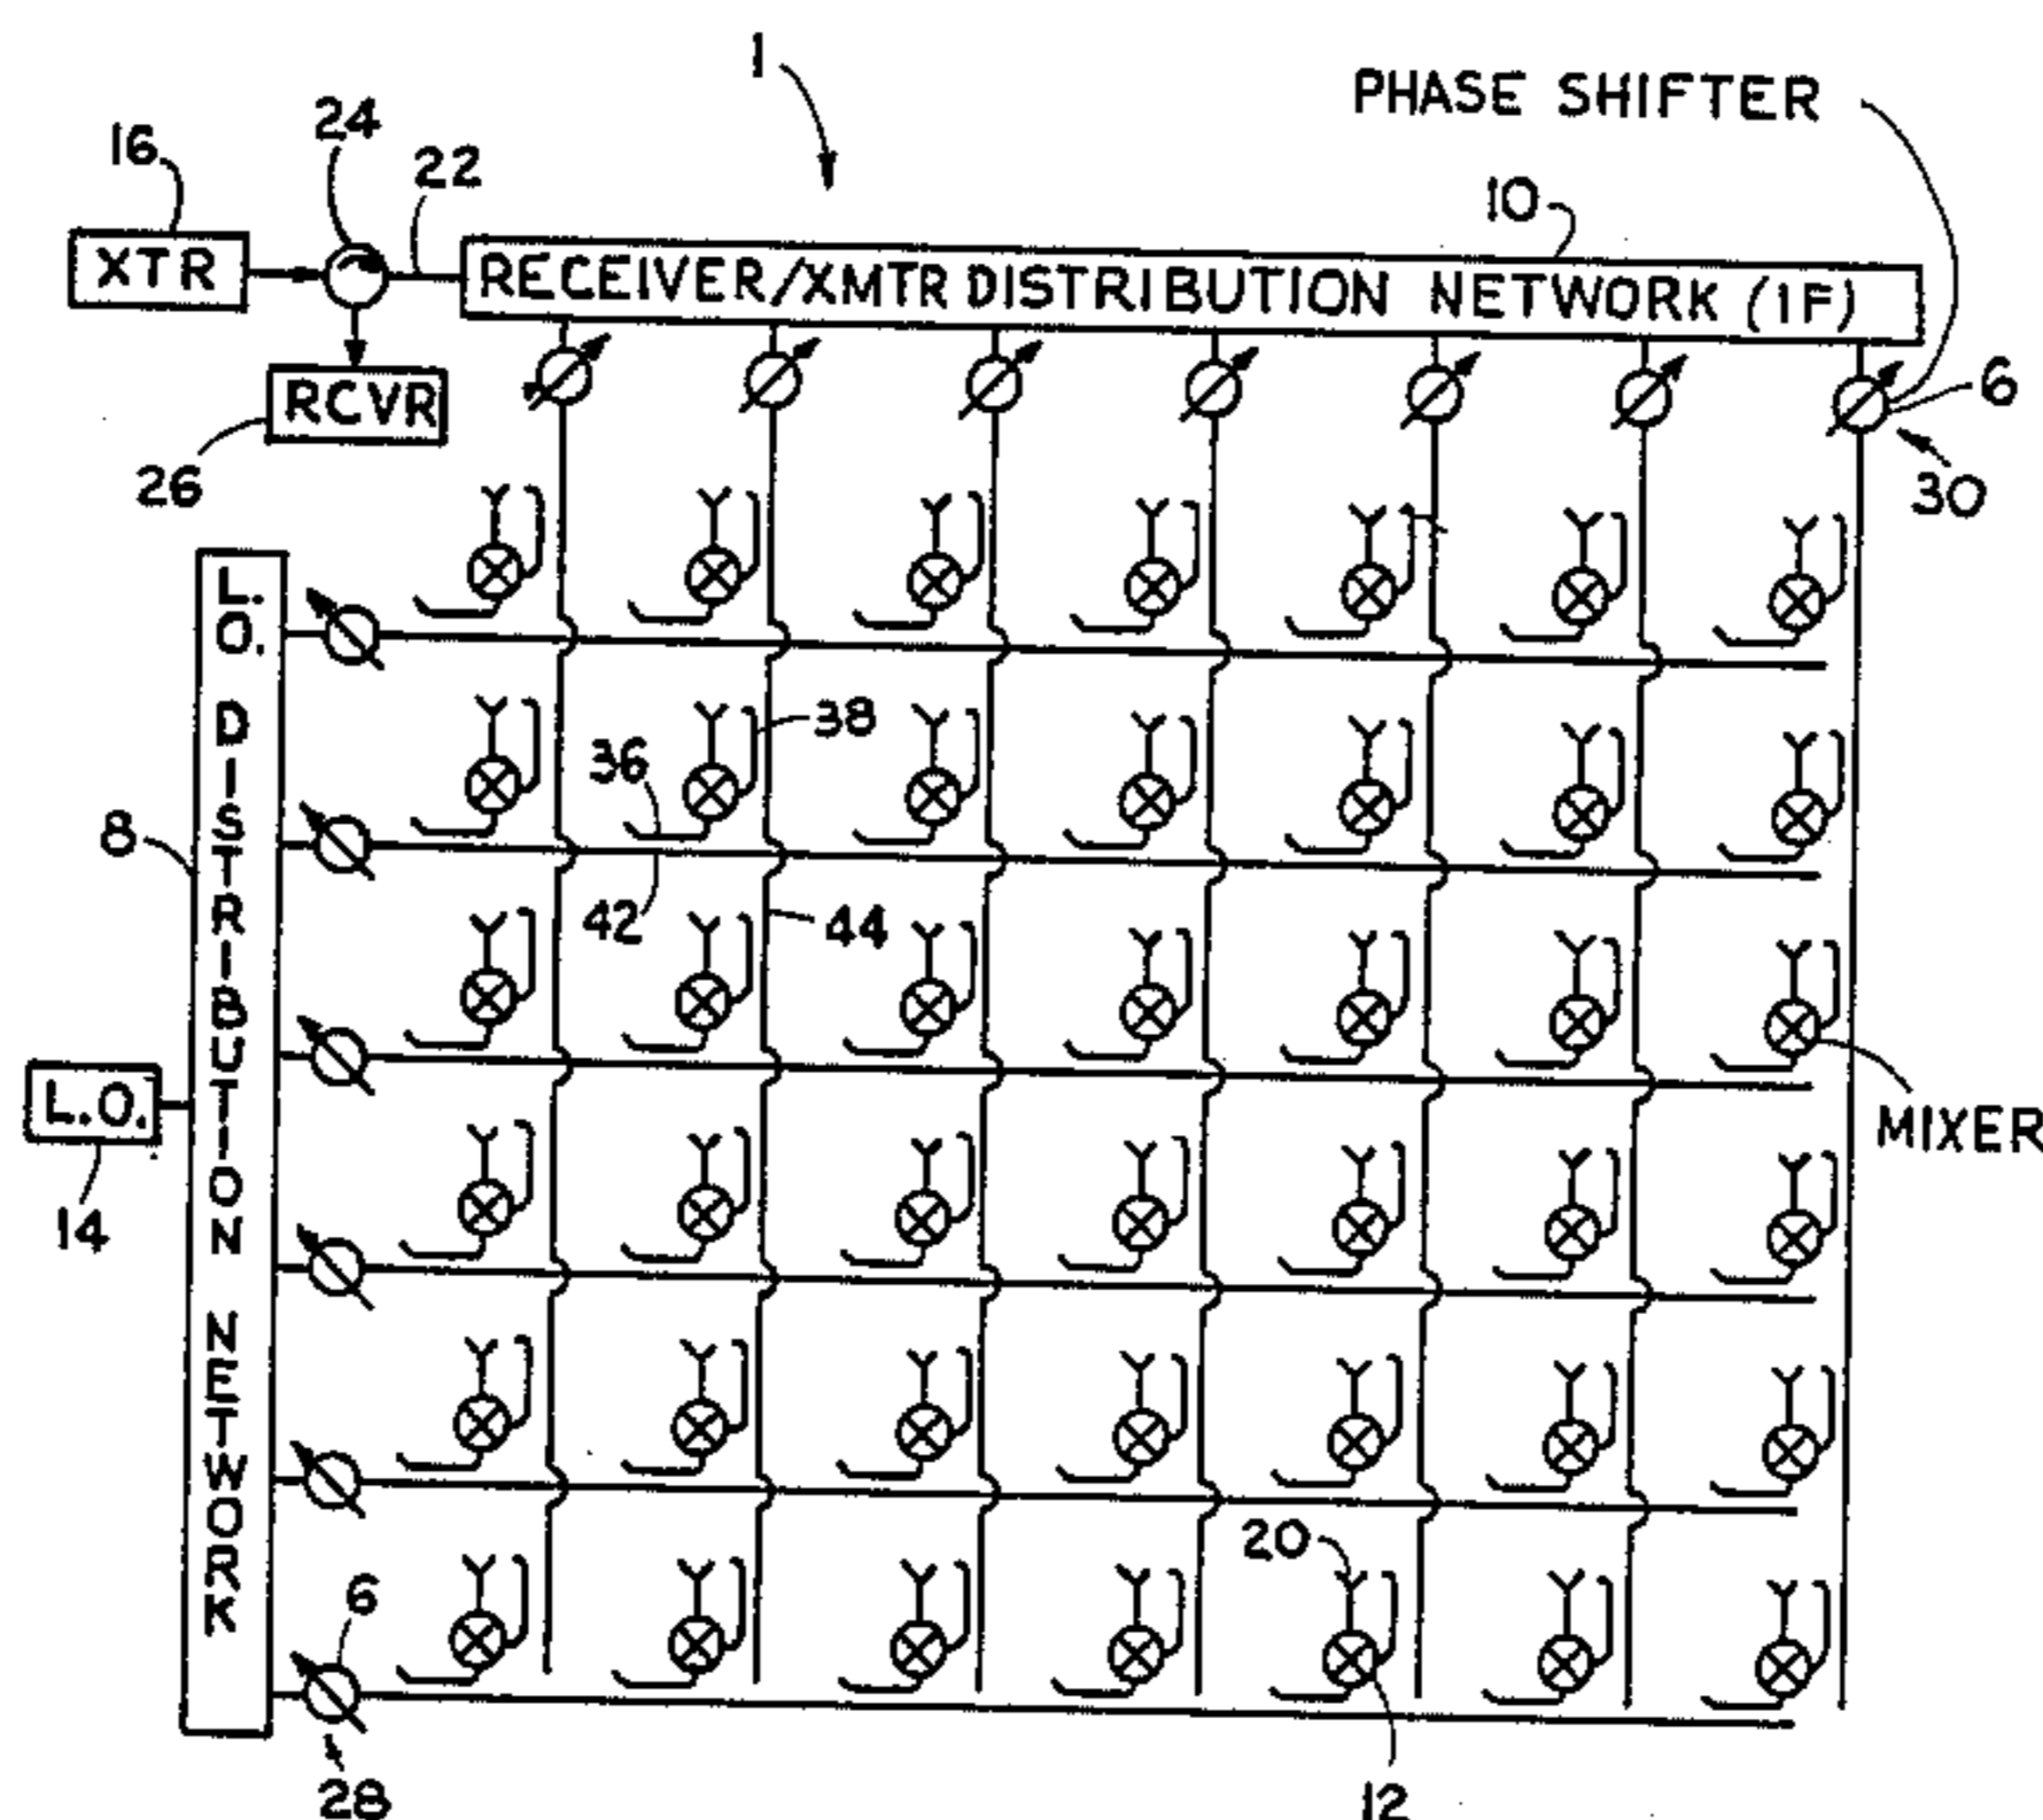 1
PHASE SHIFTER
24
16
22
10
XTR
RECEIVER/XMTR DISTRIBUTION NETWORK (IF)
RCVR
6
26
30
L.O. DISTRIBUTION NETWORK
38
36
8
42
44
L.O.
MIXER
14
20
6
28
12